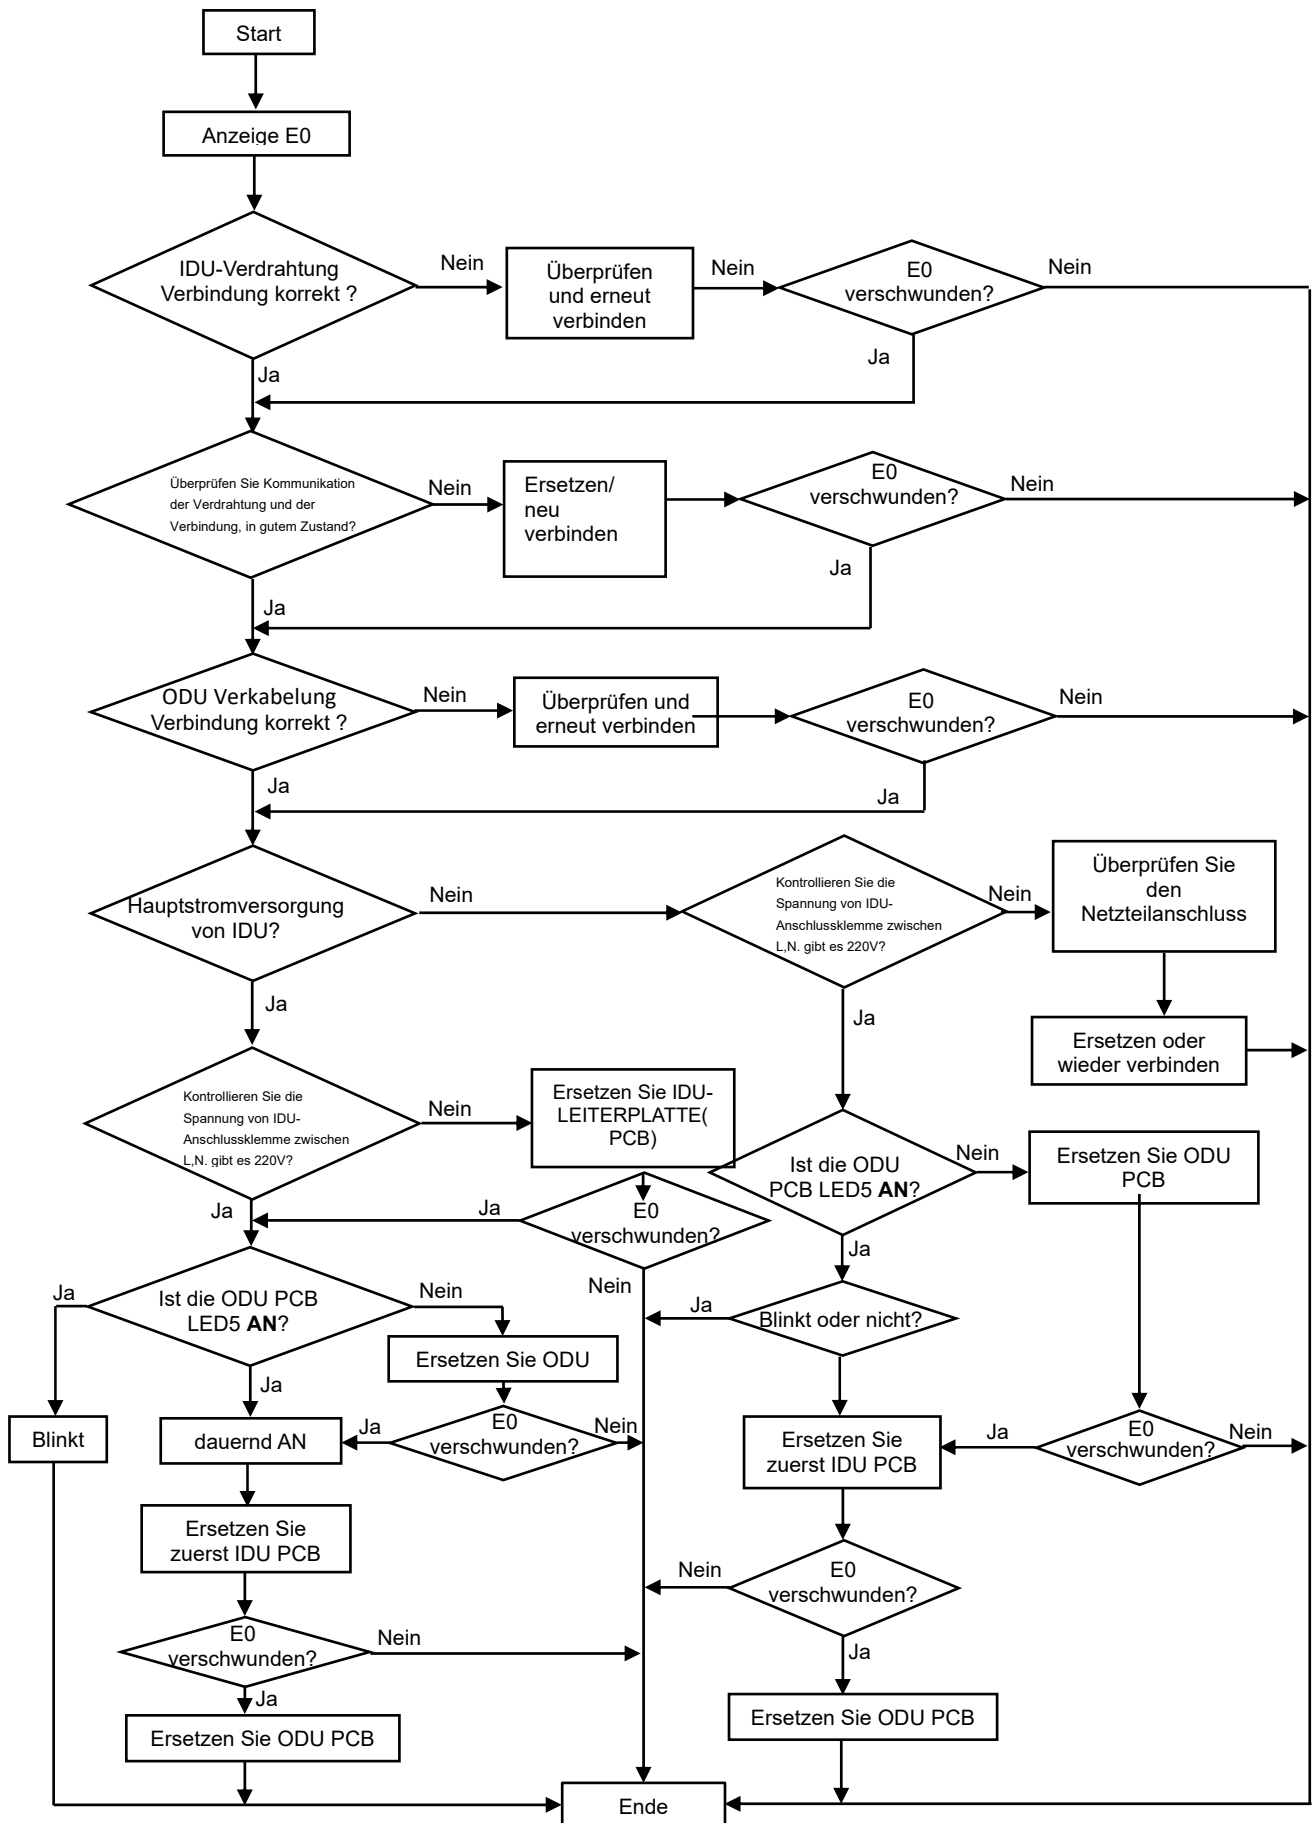 Start
Anzeige E0
IDU-Verdrahtung
Verbindung korrekt ?
Nein
Überprüfen
und erneut
verbinden
Nein
E0
verschwunden?
Nein
Ja
Ja
Überprüfen Sie Kommunikation
der Verdrahtung und der
Verbindung, in gutem Zustand?
Nein
Ersetzen/
neu
verbinden
E0
verschwunden?
Nein
Ja
Ja
ODU Verkabelung
Verbindung korrekt ?
Nein
Überprüfen und
erneut verbinden
E0
verschwunden?
Nein
Ja
Ja
Hauptstromversorgung
von IDU?
Nein
Kontrollieren Sie die
Spannung von IDU-
Anschlussklemme zwischen
L,N. gibt es 220V?
Nein
Überprüfen Sie
den
Netzteilanschluss
Ja
Ja
Ersetzen oder
wieder verbinden
Kontrollieren Sie die
Spannung von IDU-
Anschlussklemme zwischen
L,N. gibt es 220V?
Nein
Ersetzen Sie IDU-
LEITERPLATTE(
PCB)
Ist die ODU
PCB LED5 AN?
Nein
Ersetzen Sie ODU
PCB
Ja
Ja
E0
verschwunden?
Nein
Ja
Ja
Ist die ODU PCB
LED5 AN?
Nein
Ja
Blinkt oder nicht?
Ersetzen Sie ODU
Ja
Blinkt
dauernd AN
Ja
E0
verschwunden?
Nein
Ersetzen Sie
zuerst IDU PCB
Ja
E0
verschwunden?
Nein
Ersetzen Sie
zuerst IDU PCB
Nein
E0
verschwunden?
E0
verschwunden?
Nein
Ja
Ja
Ersetzen Sie ODU PCB
Ersetzen Sie ODU PCB
Ende